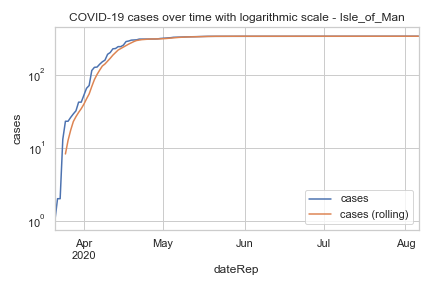 COVID-19 cases over time with logarithmic scale - Isle_of_Man
cases
10²
10¹
10⁰
Apr
2020
May
Jun
Jul
Aug
dateRep
cases
cases (rolling)